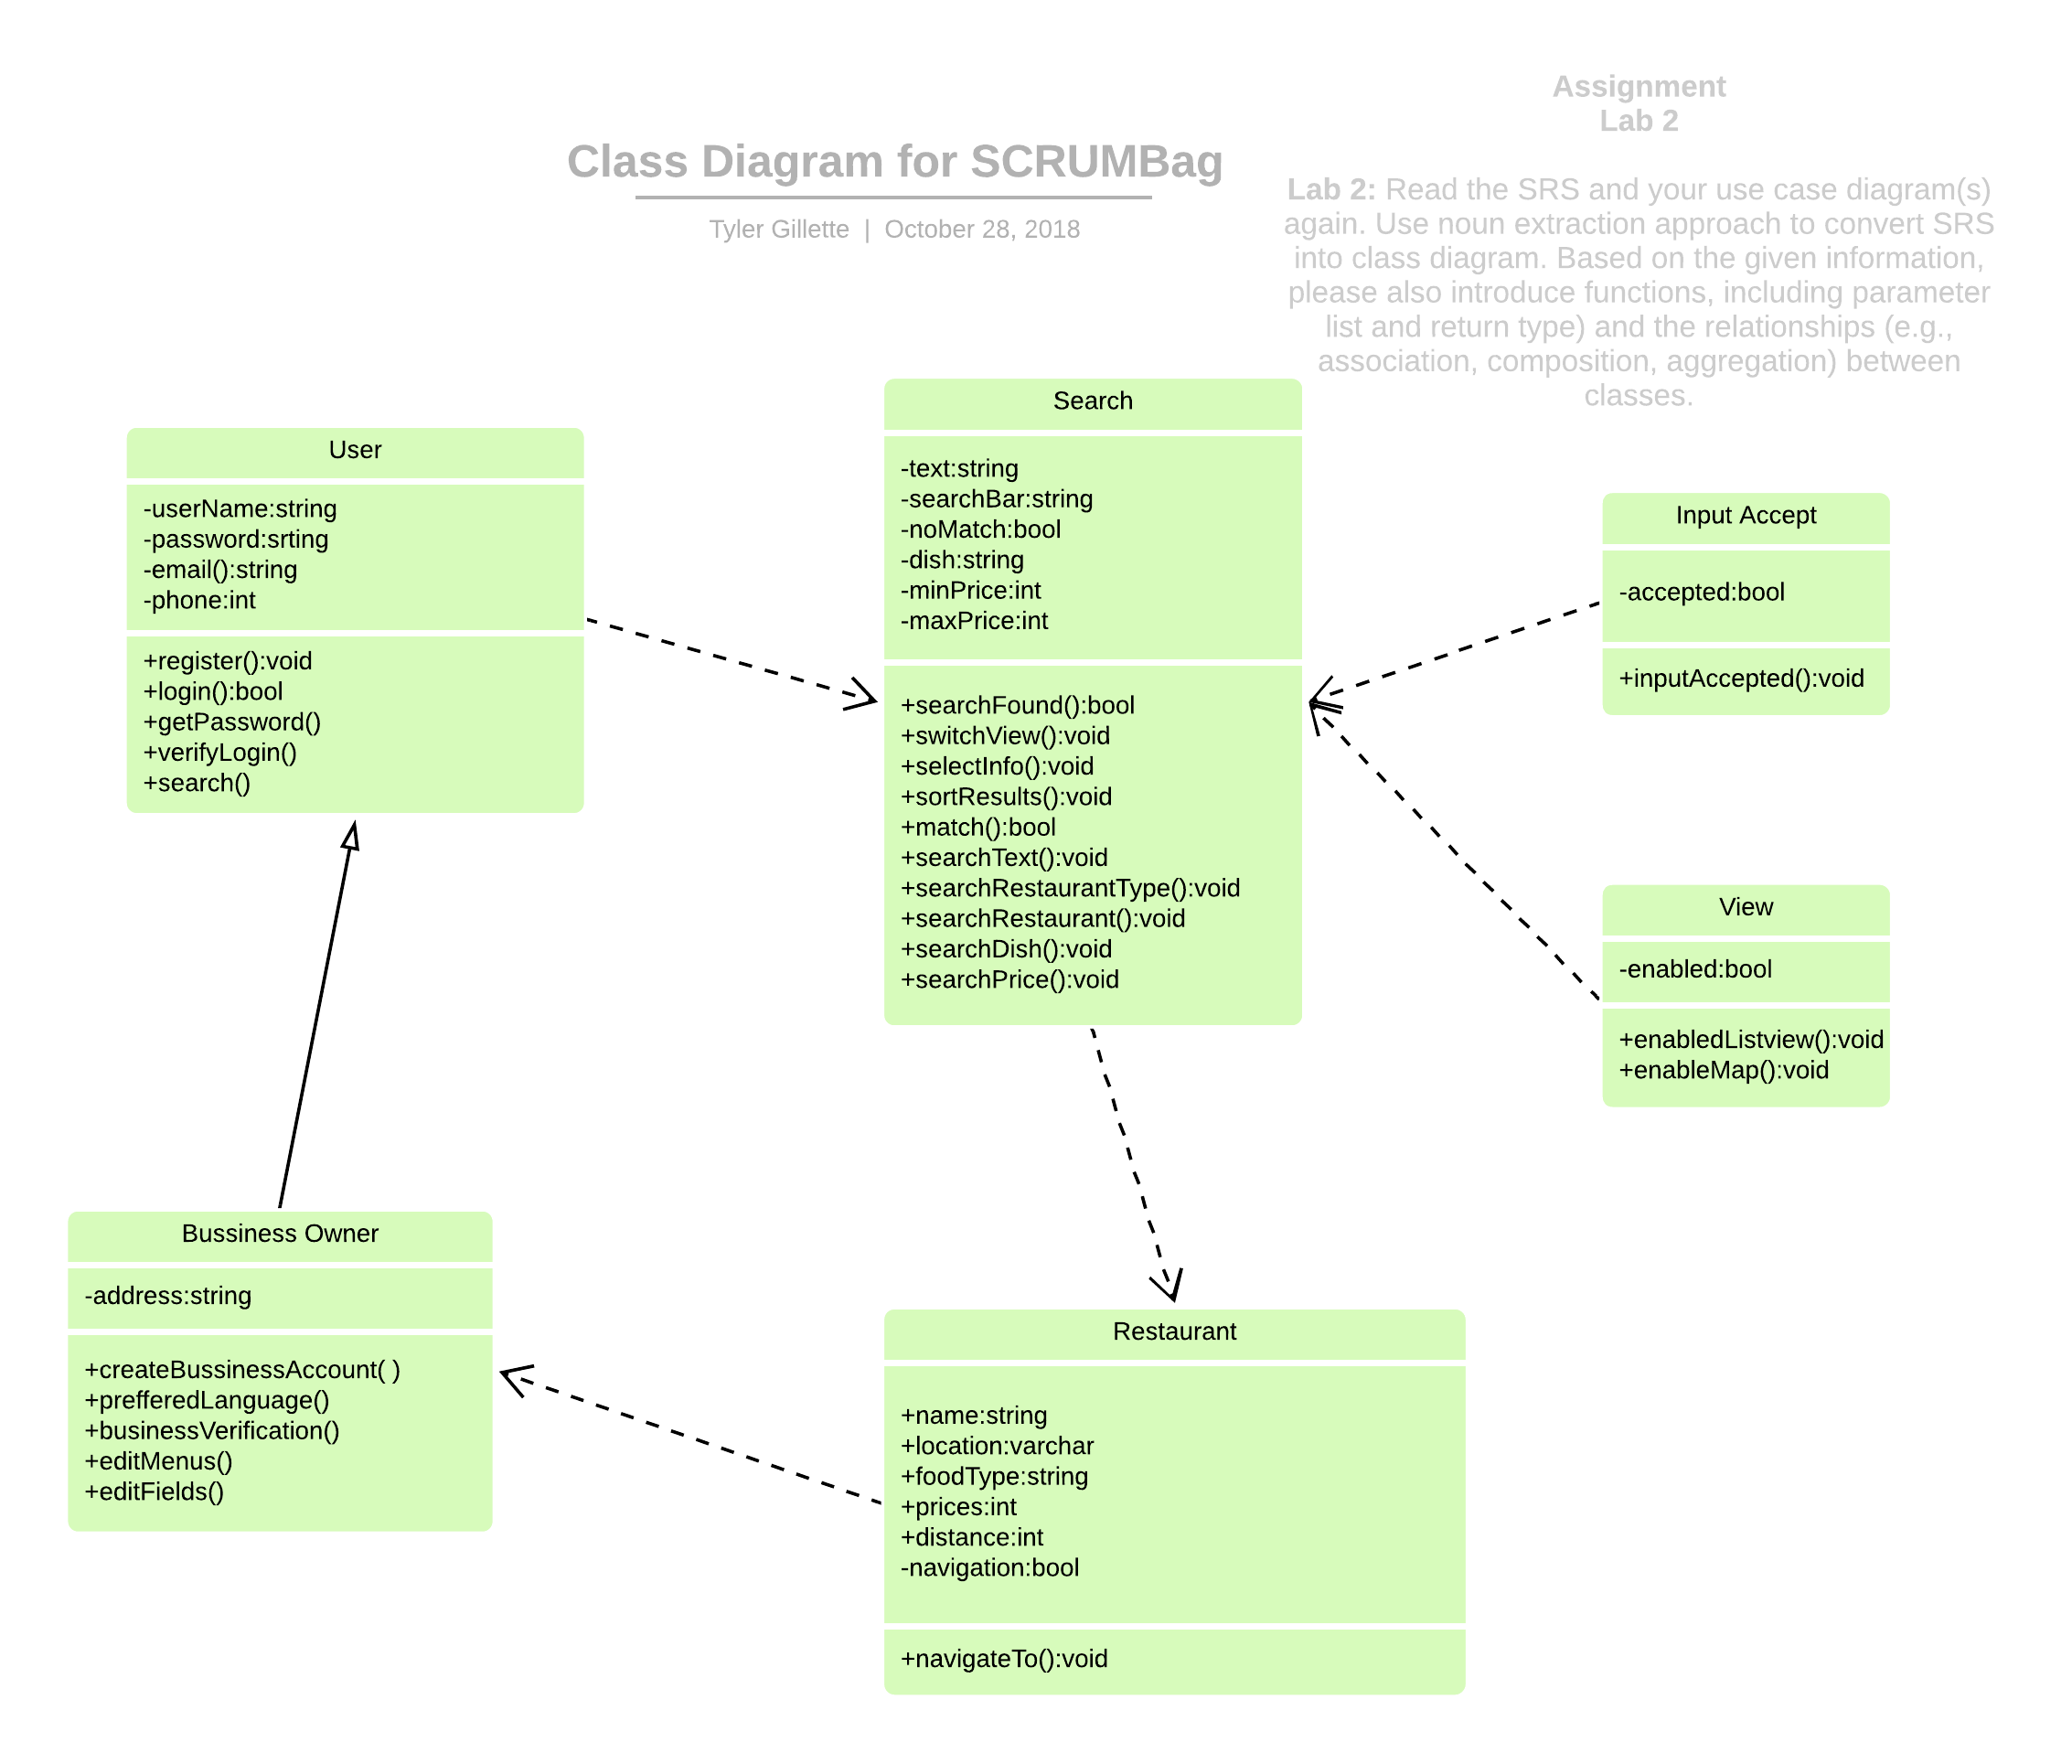 Assignment
Lab 2
Class Diagram for SCRUMBag
Tyler Gillette | October 28, 2018
Lab 2: Read the SRS and your use case diagram(s)
again. Use noun extraction approach to convert SRS
into class diagram. Based on the given information,
please also introduce functions, including parameter
list and return type) and the relationships (e.g.,
association, composition, aggregation) between
classes.
User
-userName:string
-password:srting
-email():string
-phone:int
+register():void
+login():bool
+getPassword()
+verifyLogin()
+search()
Search
-text:string
-searchBar:string
-noMatch:bool
-dish:string
-minPrice:int
-maxPrice:int
+searchFound():bool
+switchView():void
+selectInfo():void
+sortResults():void
+match():bool
+searchText():void
+searchRestaurantType():void
+searchRestaurant():void
+searchDish():void
+searchPrice():void
Input Accept
-accepted:bool
+inputAccepted():void
View
-enabled:bool
+enabledListview():void
+enableMap():void
Bussiness Owner
-address:string
+createBussinessAccount( )
+prefferedLanguage()
+businessVerification()
+editMenus()
+editFields()
Restaurant
+name:string
+location:varchar
+foodType:string
+prices:int
+distance:int
-navigation:bool
+navigateTo():void